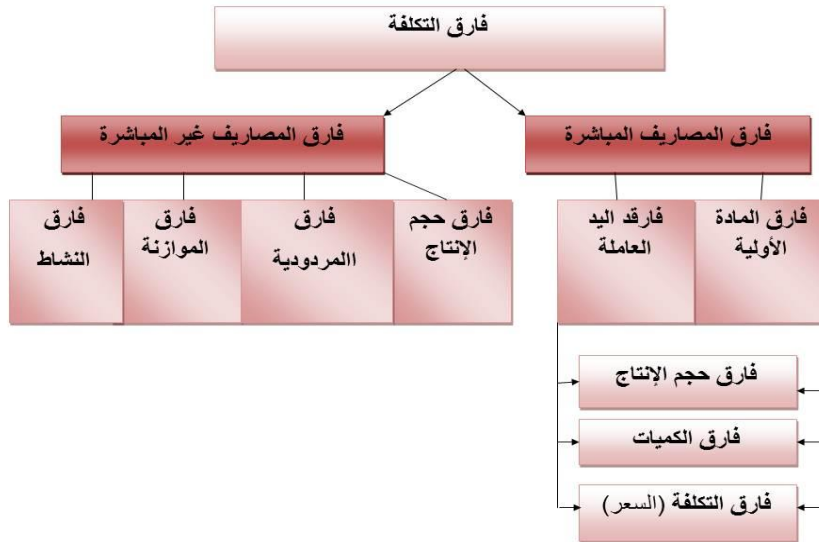 فارق التكلفة
فارق المصاريف المباشرة
فارق المصاريف غير المباشرة
فارق المادة
الأولية
فارقد اليد
العاملة
فارق حجم
الإنتاج
فارق
االمردودية
فارق
الموازنة
فارق
النشاط
فارق حجم الإنتاج
فارق الكميات
فارق التكلفة (السعر)